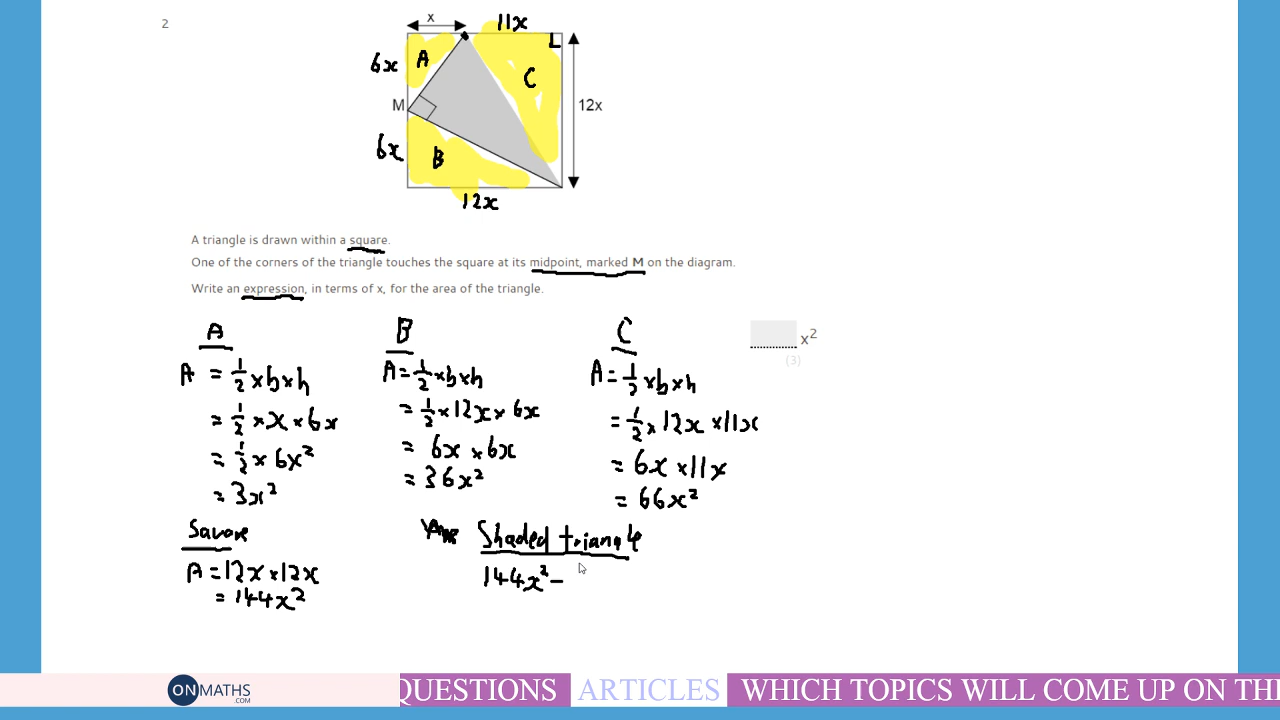 2
x 11x
6x A C
M 12x
6x B
12x
A triangle is drawn within a square.
One of the corners of the triangle touches the square at its midpoint, marked M on the diagram.
Write an expression, in terms of x, for the area of the triangle.
A B C
x²
(3)
A = ½ × b × h A = ½ × b × h A = ½ × b × h
= ½ × x × 6x = ½ × 12x × 6x = ½ × 12x × 11x
= ½ × 6x² = 6x × 6x = 6x × 11x
= 3x² = 36x² = 66x²
Square Shaded triangle
A = 12x × 12x 144x² −
= 144x²
ONMATHS.COM QUESTIONS ARTICLES WHICH TOPICS WILL COME UP ON TH